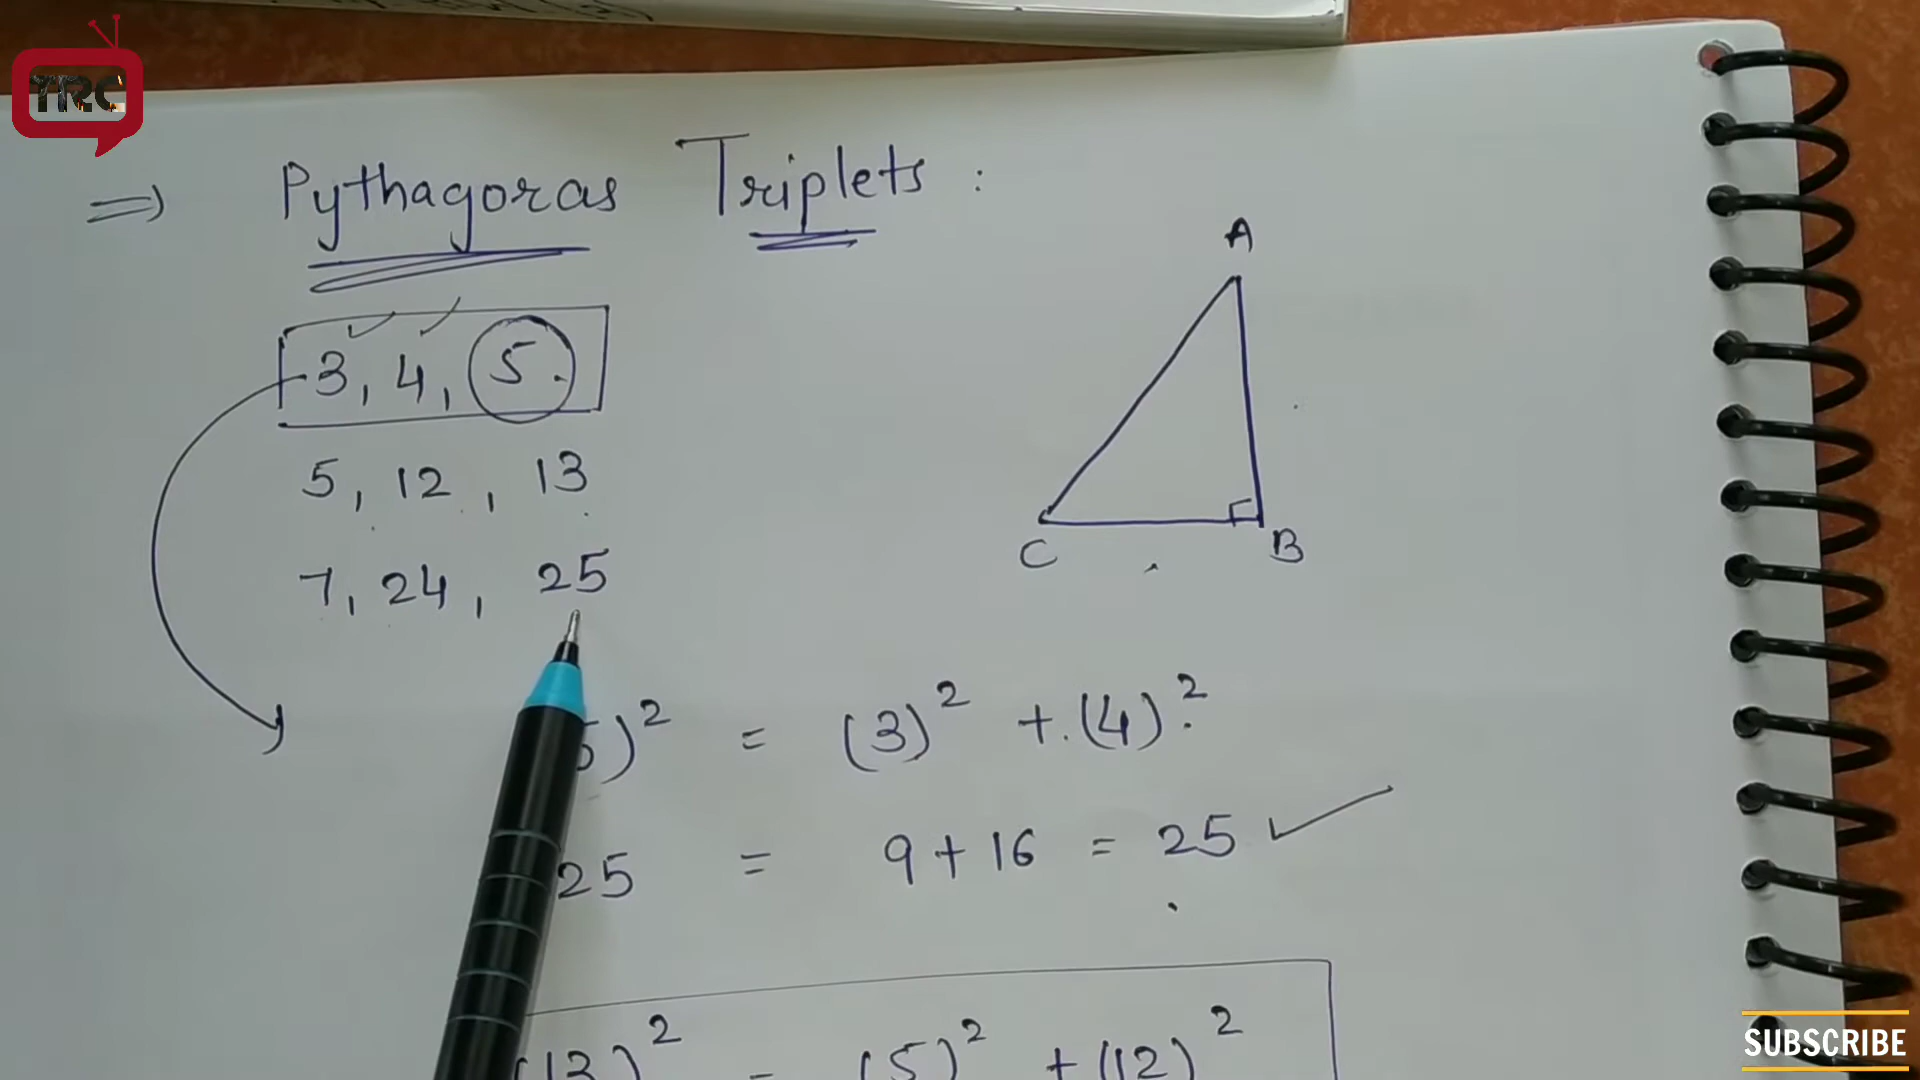 TRC
⇒ Pythagoras Triplets :
A
3, 4, 5.
5, 12, 13
C B
7, 24, 25
5)² = (3)² + (4)²
25 = 9 + 16 = 25 ✓
(13)² = (5)² + (12)²
SUBSCRIBE